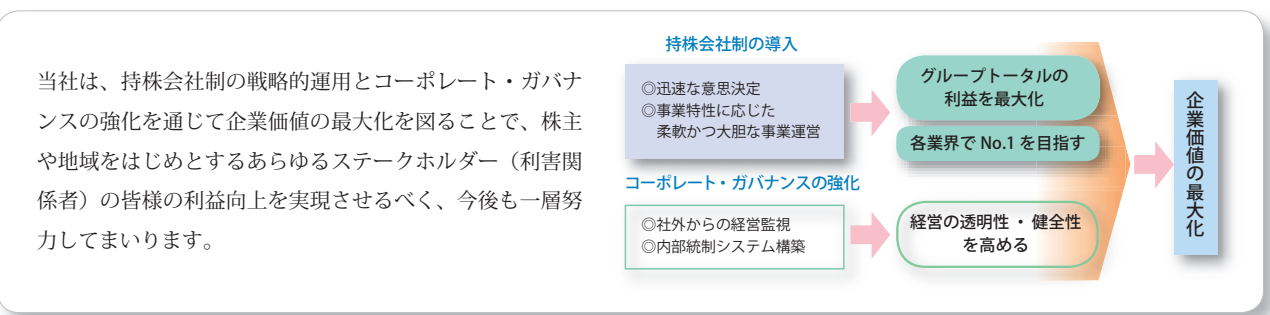 当社は、持株会社制の戦略的運用とコーポレート・ガバナ
ンスの強化を通じて企業価値の最大化を図ることで、株主
や地域をはじめとするあらゆるステークホルダー（利害関
係者）の皆様の利益向上を実現させるべく、今後も一層努
力してまいります。
持株会社制の導入
◎迅速な意思決定
◎事業特性に応じた
柔軟かつ大胆な事業運営
グループトータルの
利益を最大化
各業界で No.1 を目指す
コーポレート・ガバナンスの強化
◎社外からの経営監視
◎内部統制システム構築
経営の透明性・健全性
を高める
企業価値の最大化